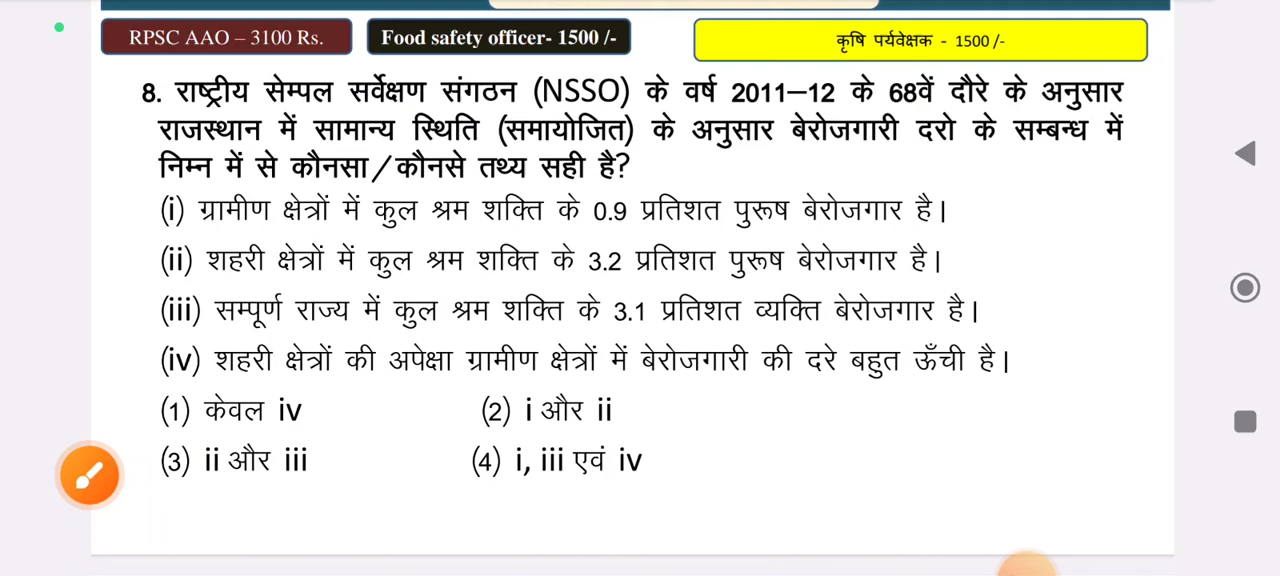 RPSC AAO – 3100 Rs.
Food safety officer- 1500 /-
कृषि पर्यवेक्षक - 1500 /-
8. राष्ट्रीय सेम्पल सर्वेक्षण संगठन (NSSO) के वर्ष 2011–12 के 68वें दौरे के अनुसार
राजस्थान में सामान्य स्थिति (समायोजित) के अनुसार बेरोजगारी दरो के सम्बन्ध में
निम्न में से कौनसा/कौनसे तथ्य सही है?
(i) ग्रामीण क्षेत्रों में कुल श्रम शक्ति के 0.9 प्रतिशत पुरूष बेरोजगार है।
(ii) शहरी क्षेत्रों में कुल श्रम शक्ति के 3.2 प्रतिशत पुरूष बेरोजगार है।
(iii) सम्पूर्ण राज्य में कुल श्रम शक्ति के 3.1 प्रतिशत व्यक्ति बेरोजगार है।
(iv) शहरी क्षेत्रों की अपेक्षा ग्रामीण क्षेत्रों में बेरोजगारी की दरे बहुत ऊँची है।
(1) केवल iv (2) i और ii
(3) ii और iii (4) i, iii एवं iv